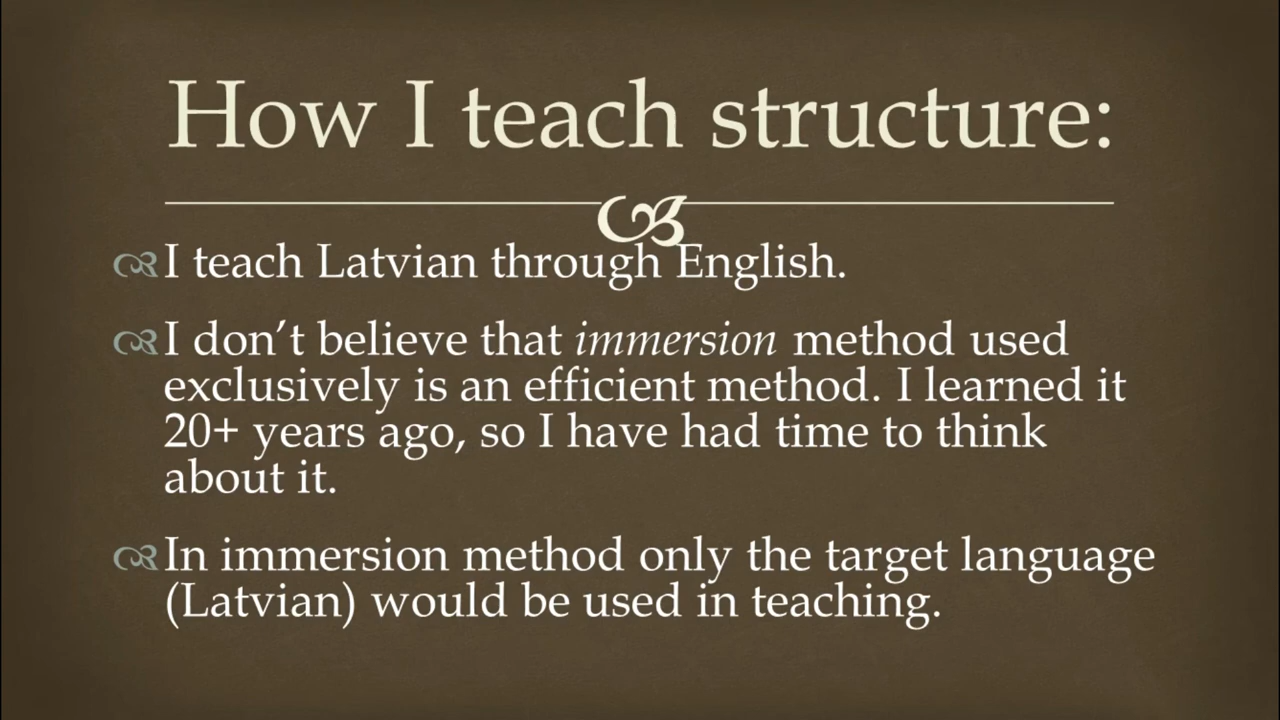 How I teach structure:
I teach Latvian through English.
I don’t believe that immersion method used
exclusively is an efficient method. I learned it
20+ years ago, so I have had time to think
about it.
In immersion method only the target language
(Latvian) would be used in teaching.